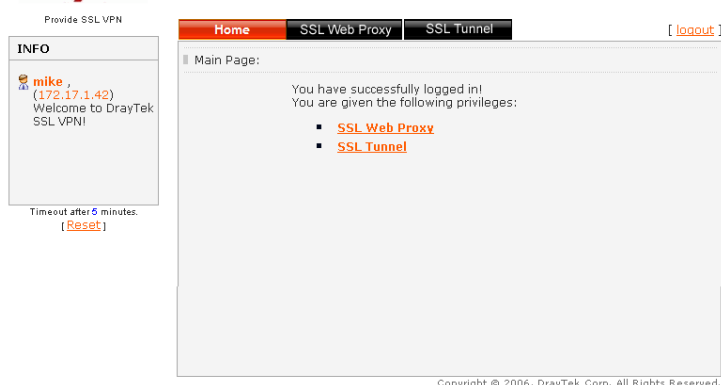 Provide SSL VPN
Home
SSL Web Proxy
SSL Tunnel
[ logout ]
INFO
mike ,
(172.17.1.42)
Welcome to DrayTek
SSL VPN!
Timeout after 5 minutes.
[ Reset ]
Main Page:
You have successfully logged in!
You are given the following privileges:
SSL Web Proxy
SSL Tunnel
Copyright © 2006, DrayTek Corp. All Rights Reserved.